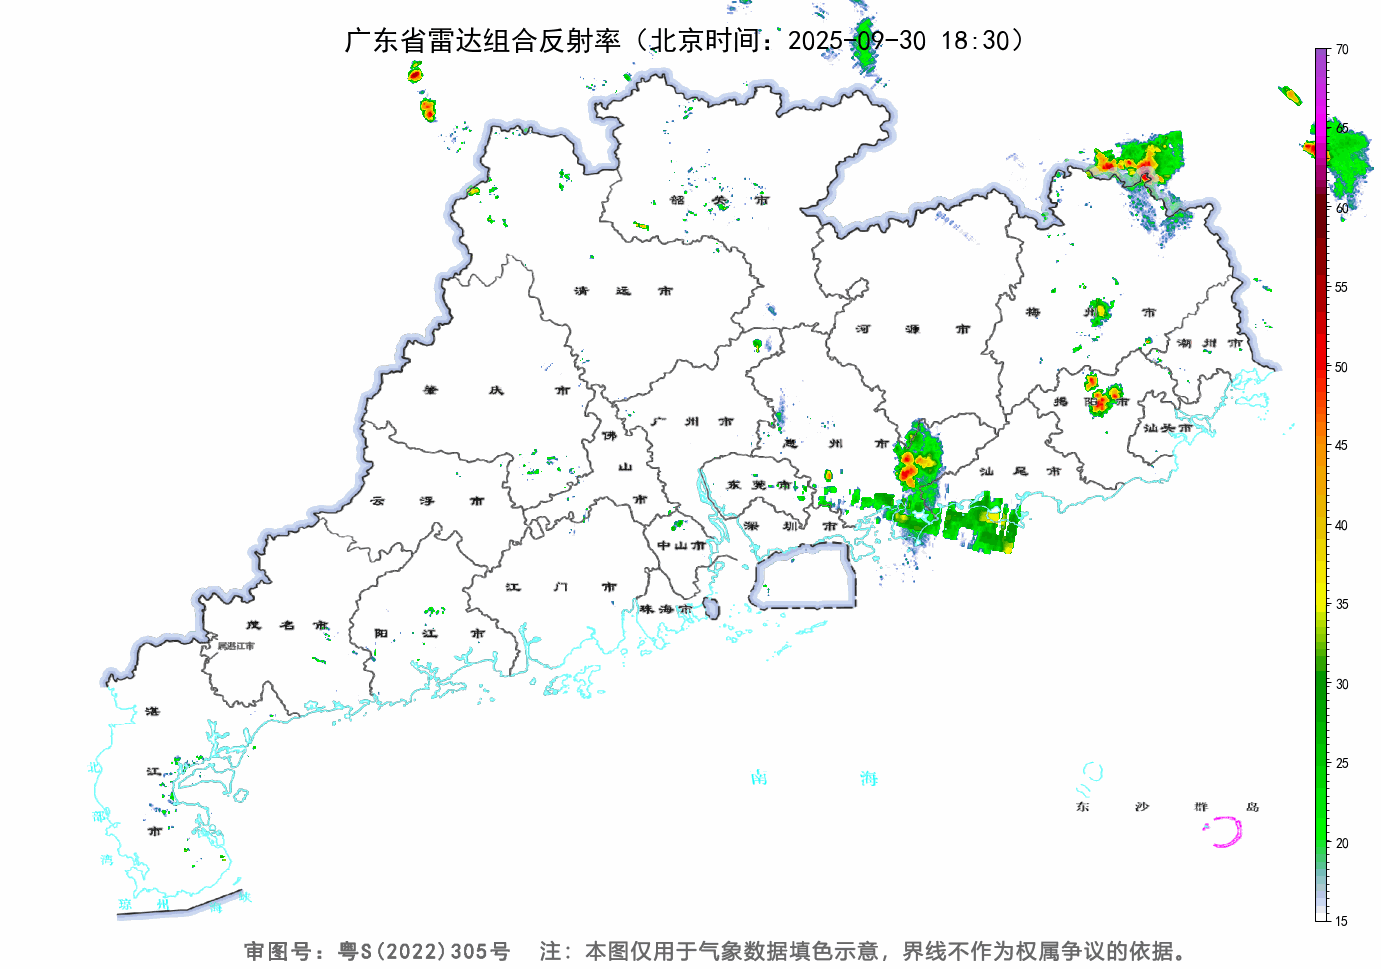 广东省雷达组合反射率（北京时间：2025-09-30 18:30）
70
65
60
55
50
45
40
35
30
25
20
15
韶关市
清远市
河源市
梅州市
潮州市
肇庆市
广州市
惠州市
揭阳市
汕头市
佛山市
云浮市
东莞市
汕尾市
深圳市
中山市
江门市
珠海市
茂名市
阳江市
属湛江市
湛江市
北部湾
南海
东沙群岛
琼州海峡
审图号：粤S(2022)305号 注：本图仅用于气象数据填色示意，界线不作为权属争议的依据。